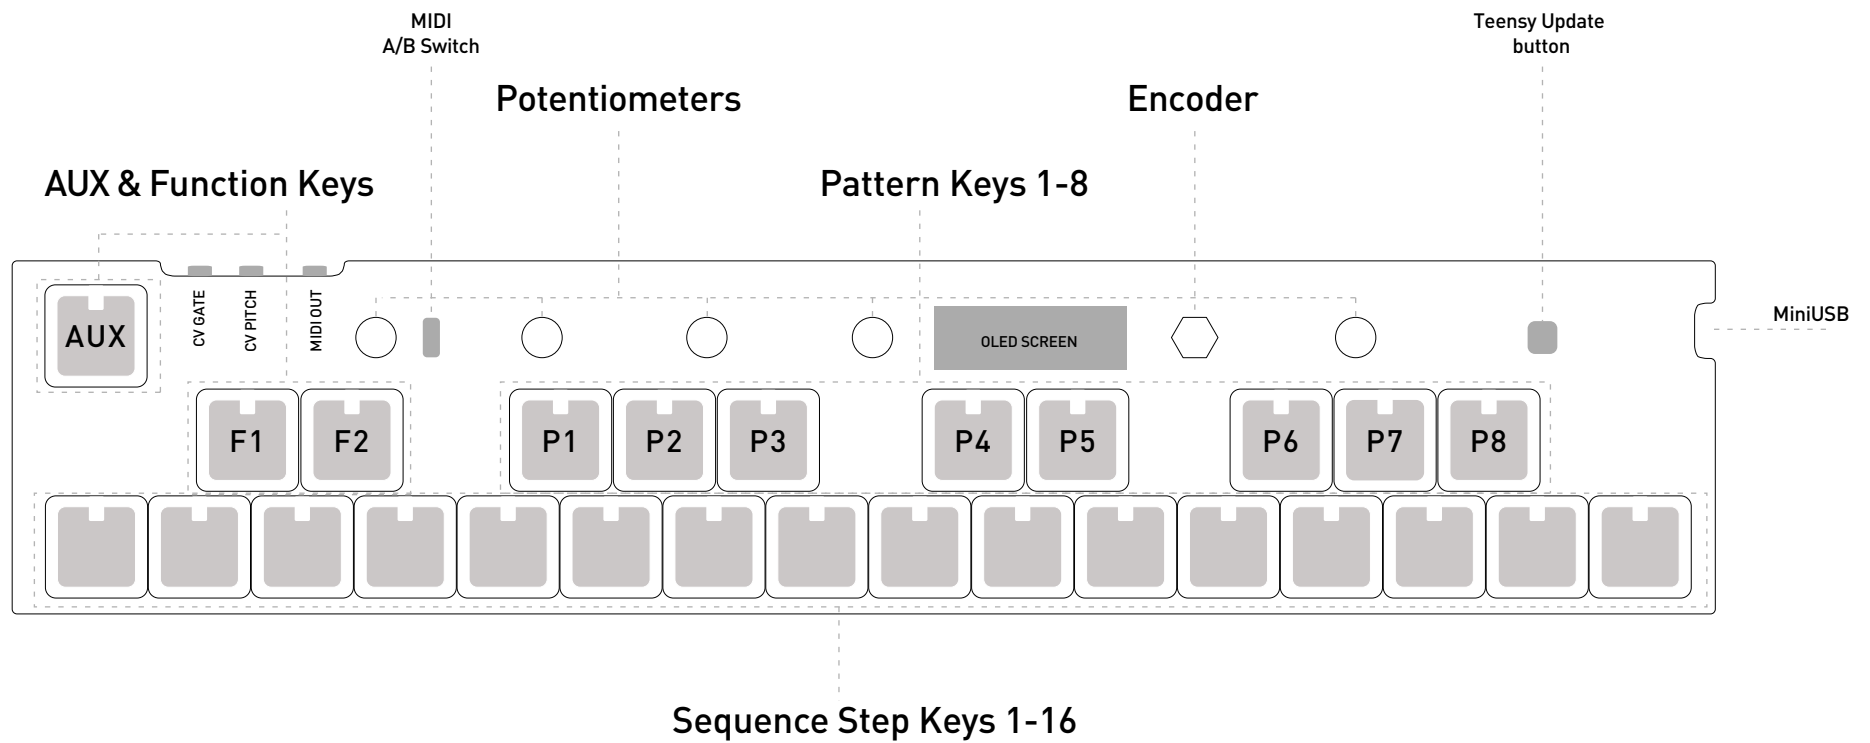 MIDI
A/B Switch
Teensy Update
button
Potentiometers
Encoder
AUX & Function Keys
Pattern Keys 1-8
MiniUSB
AUX
CV GATE
CV PITCH
MIDI OUT
OLED SCREEN
F1
F2
P1
P2
P3
P4
P5
P6
P7
P8
Sequence Step Keys 1-16